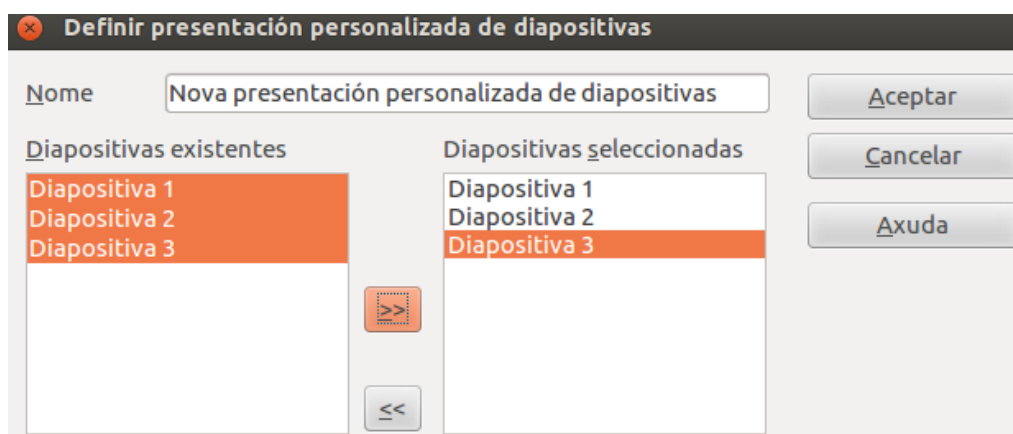 Definir presentación personalizada de diapositivas
Nome
Nova presentación personalizada de diapositivas
Aceptar
Diapositivas existentes
Diapositivas seleccionadas
Cancelar
Diapositiva 1
Diapositiva 2
Diapositiva 3
Diapositiva 1
Diapositiva 2
Diapositiva 3
Axuda
>>
<<